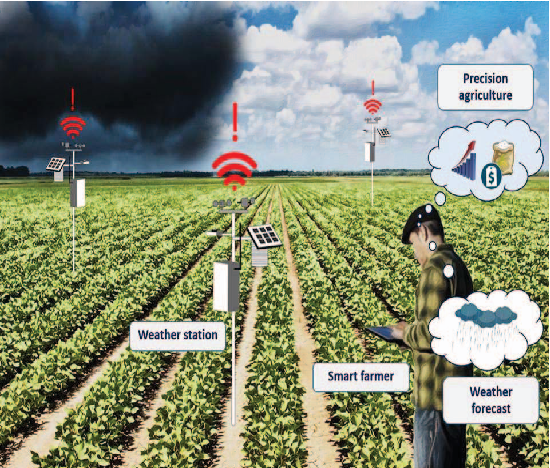 Precision
agriculture
$
Weather station
Smart farmer
Weather
forecast